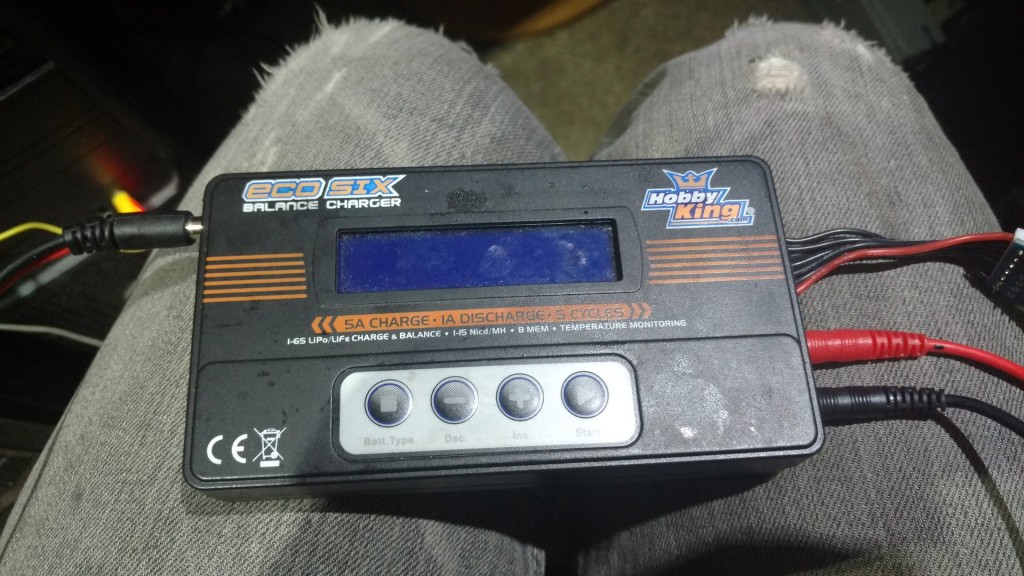 eco six
BALANCE CHARGER
Hobby
King
.com
5A CHARGE • 1A DISCHARGE • 5 CYCLES
1-6S LiPo/LiFe CHARGE & BALANCE • 1-15 Nicd/MH • 8 MEM • TEMPERATURE MONITORING
Batt.Type Dec. Inc Start
CE